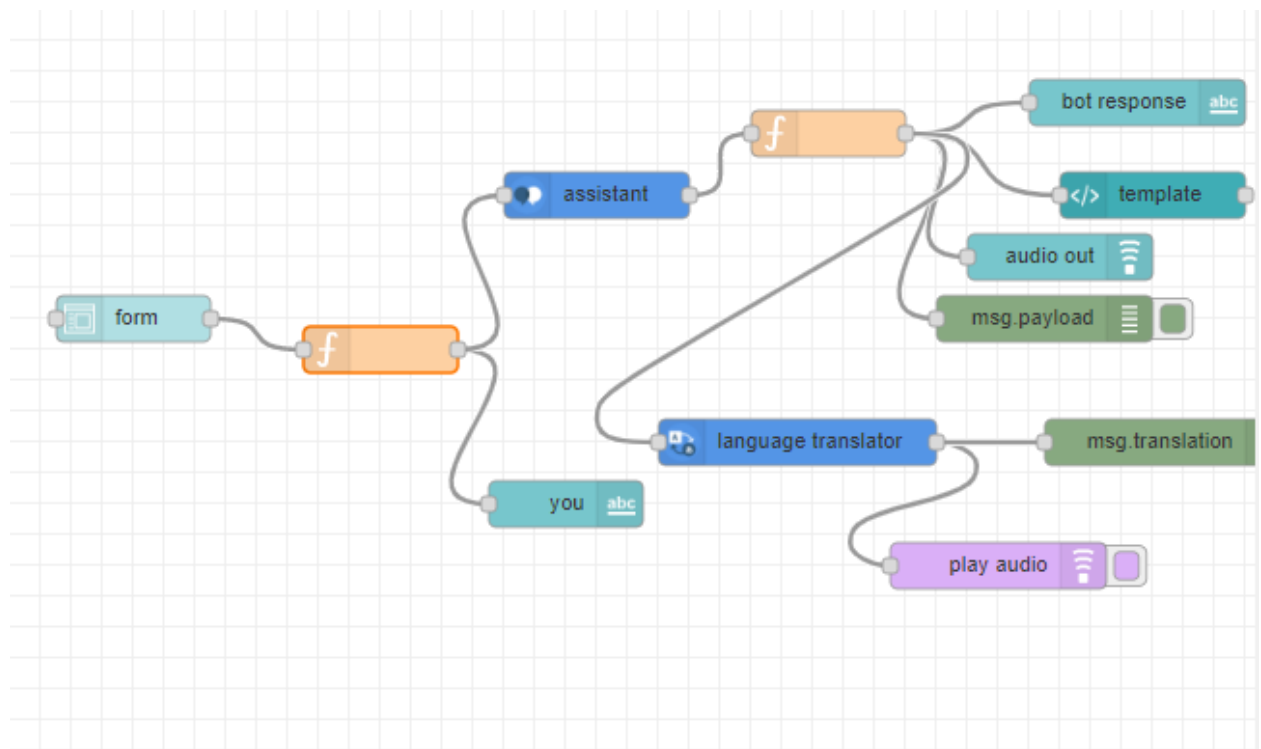 bot response
abc
assistant
template
audio out
form
msg.payload
language translator
msg.translation
you
abc
play audio